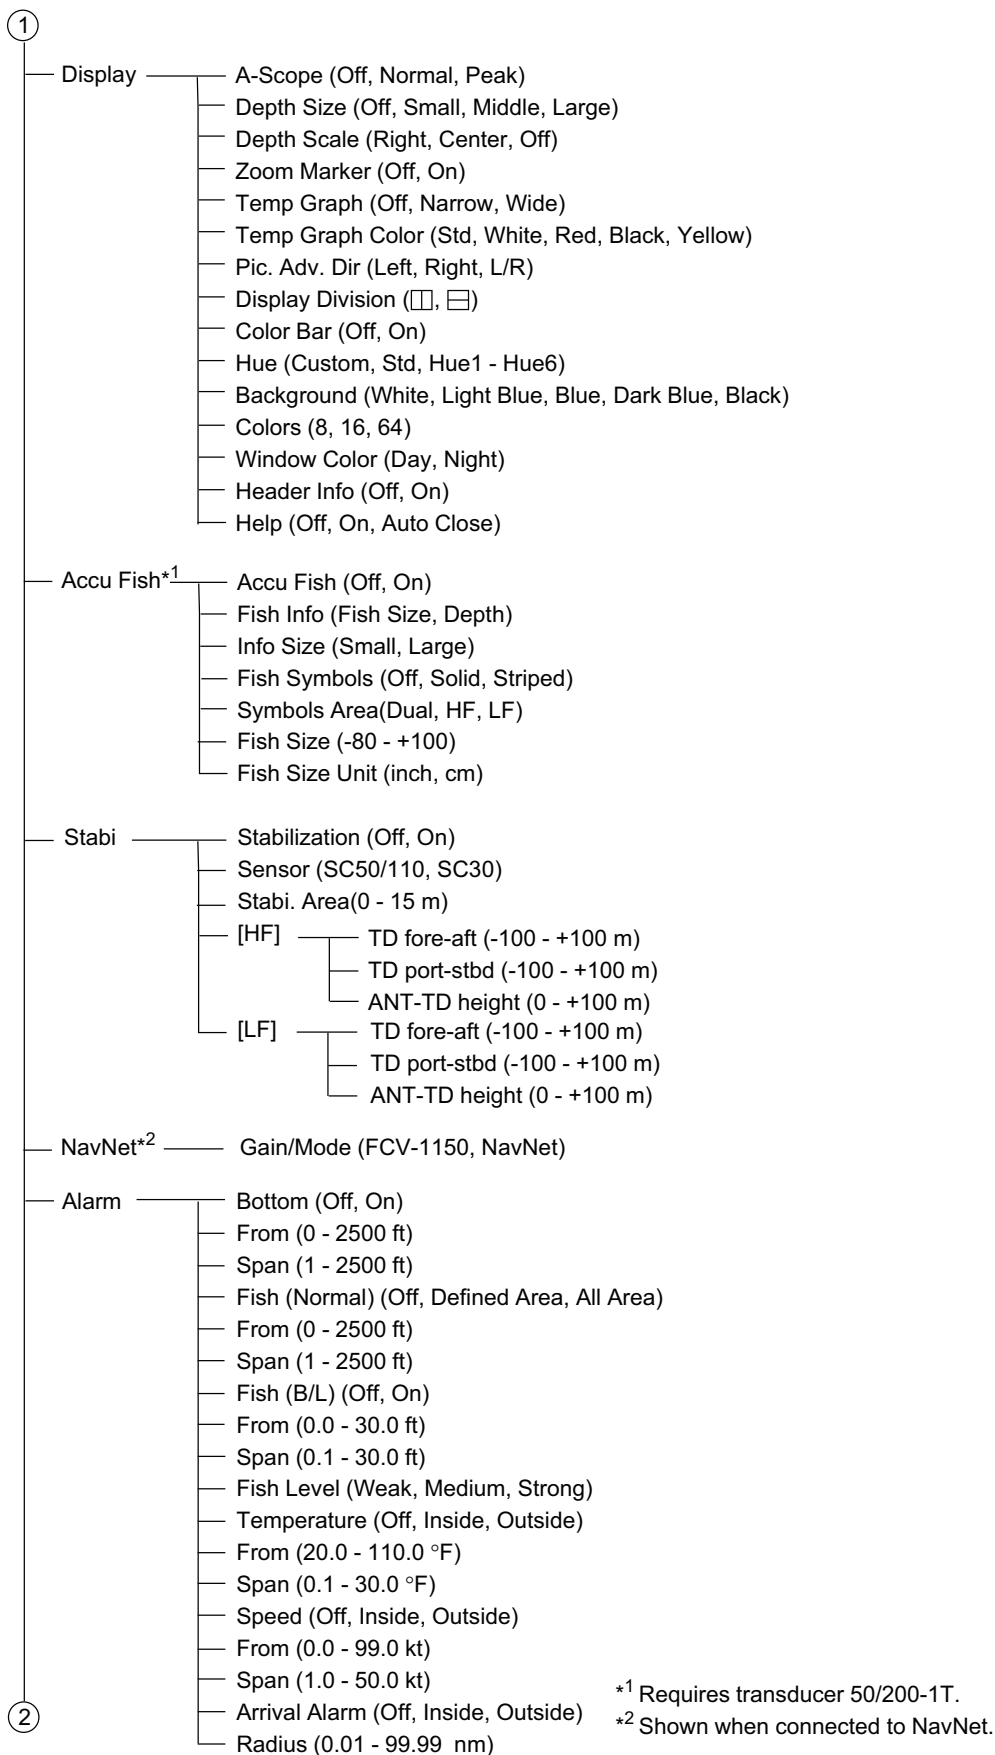 1
Display
A-Scope (Off, Normal, Peak)
Depth Size (Off, Small, Middle, Large)
Depth Scale (Right, Center, Off)
Zoom Marker (Off, On)
Temp Graph (Off, Narrow, Wide)
Temp Graph Color (Std, White, Red, Black, Yellow)
Pic. Adv. Dir (Left, Right, L/R)
Display Division (◫, ⊟)
Color Bar (Off, On)
Hue (Custom, Std, Hue1 - Hue6)
Background (White, Light Blue, Blue, Dark Blue, Black)
Colors (8, 16, 64)
Window Color (Day, Night)
Header Info (Off, On)
Help (Off, On, Auto Close)
Accu Fish*1
Accu Fish (Off, On)
Fish Info (Fish Size, Depth)
Info Size (Small, Large)
Fish Symbols (Off, Solid, Striped)
Symbols Area(Dual, HF, LF)
Fish Size (-80 - +100)
Fish Size Unit (inch, cm)
Stabi
Stabilization (Off, On)
Sensor (SC50/110, SC30)
Stabi. Area(0 - 15 m)
[HF]
TD fore-aft (-100 - +100 m)
TD port-stbd (-100 - +100 m)
ANT-TD height (0 - +100 m)
[LF]
TD fore-aft (-100 - +100 m)
TD port-stbd (-100 - +100 m)
ANT-TD height (0 - +100 m)
NavNet*2
Gain/Mode (FCV-1150, NavNet)
Alarm
Bottom (Off, On)
From (0 - 2500 ft)
Span (1 - 2500 ft)
Fish (Normal) (Off, Defined Area, All Area)
From (0 - 2500 ft)
Span (1 - 2500 ft)
Fish (B/L) (Off, On)
From (0.0 - 30.0 ft)
Span (0.1 - 30.0 ft)
Fish Level (Weak, Medium, Strong)
Temperature (Off, Inside, Outside)
From (20.0 - 110.0 °F)
Span (0.1 - 30.0 °F)
Speed (Off, Inside, Outside)
From (0.0 - 99.0 kt)
Span (1.0 - 50.0 kt)
Arrival Alarm (Off, Inside, Outside)
Radius (0.01 - 99.99 nm)
2
*1 Requires transducer 50/200-1T.
*2 Shown when connected to NavNet.